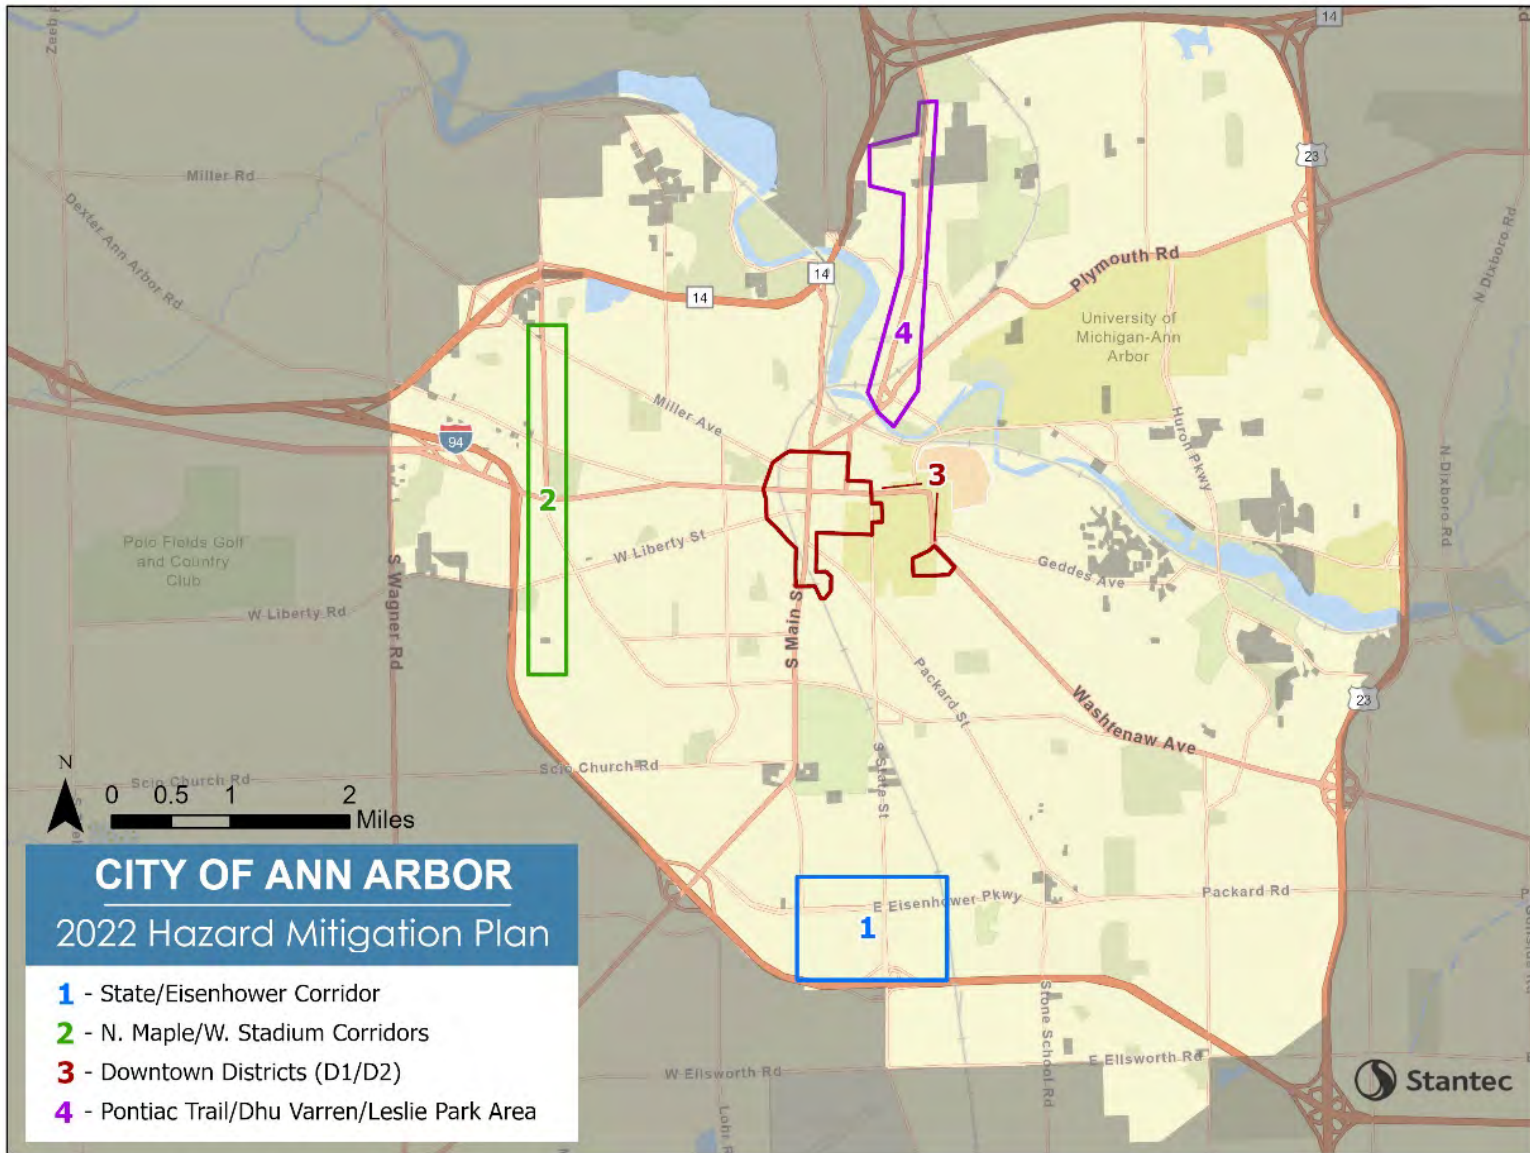 14
Zeeb R
Miller Rd
Dexter Ann Arbor Rd
23
N Dixboro Rd
Plymouth Rd
14
14
University of
Michigan-Ann
Arbor
4
Miller Ave
94
Huron Pkwy
N Dixboro Rd
3
2
W Liberty St
Polo Fields Golf
and Country
Club
Geddes Ave
W Liberty Rd
S Wagner Rd
S Main S
Packard St
23
Washtenaw Ave
S State St
Scio Church Rd
Scio Church Rd
N
0 0.5 1 2
Miles
CITY OF ANN ARBOR
2022 Hazard Mitigation Plan
1 - State/Eisenhower Corridor
2 - N. Maple/W. Stadium Corridors
3 - Downtown Districts (D1/D2)
4 - Pontiac Trail/Dhu Varren/Leslie Park Area
E Eisenhower Pkwy
Packard Rd
1
Stone School Rd
E Ellsworth Rd
W Ellsworth Rd
Lohr R
Stantec